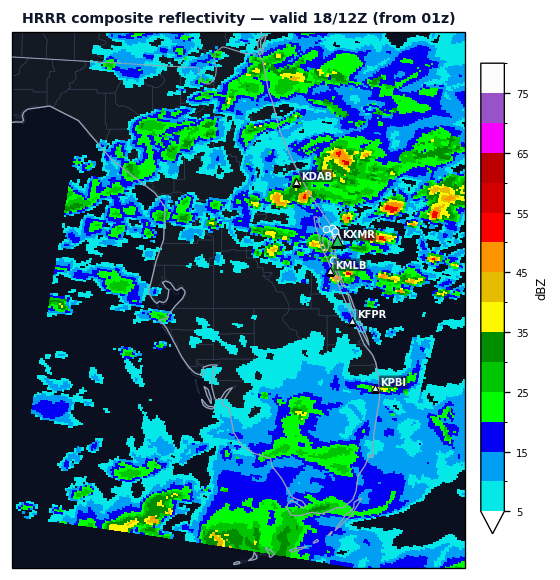 HRRR composite reflectivity — valid 18/12Z (from 01z)
KDAB
KXMR
KMLB
KFPR
KPBI
75
65
55
45
35
25
15
5
dBZ